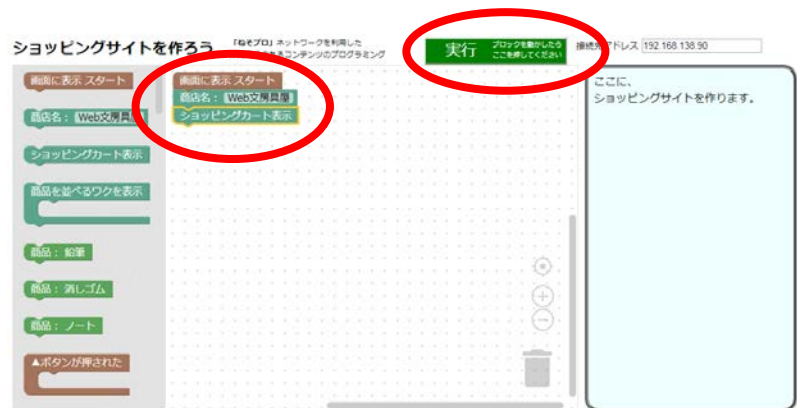 ショッピングサイトを作ろう
「ねそプロ」ネットワークを利用した
コンテンツのプログラミング
実行
ブロックを動かしたら
ここを押してください
アドレス 192.168.138.90
画面に表示 スタート
商店名： Web文房具屋
ショッピングカート表示
商品を並べるワクを表示
商品： 鉛筆
商品： 消しゴム
商品： ノート
▲ボタンが押された
画面に表示 スタート
商店名： Web文房具屋
ショッピングカート表示
ここに、
ショッピングサイトを作ります。